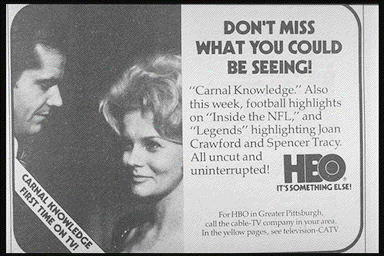 DON'T MISS
WHAT YOU COULD
BE SEEING!
"Carnal Knowledge." Also
this week, football highlights
on "Inside the NFL," and
"Legends" highlighting Joan
Crawford and Spencer Tracy.
All uncut and
uninterrupted!
HBO
IT'S SOMETHING ELSE!
For HBO in Greater Pittsburgh,
call the cable-TV company in your area.
In the yellow pages, see television-CATV
CARNAL KNOWLEDGE
FIRST TIME ON TV!